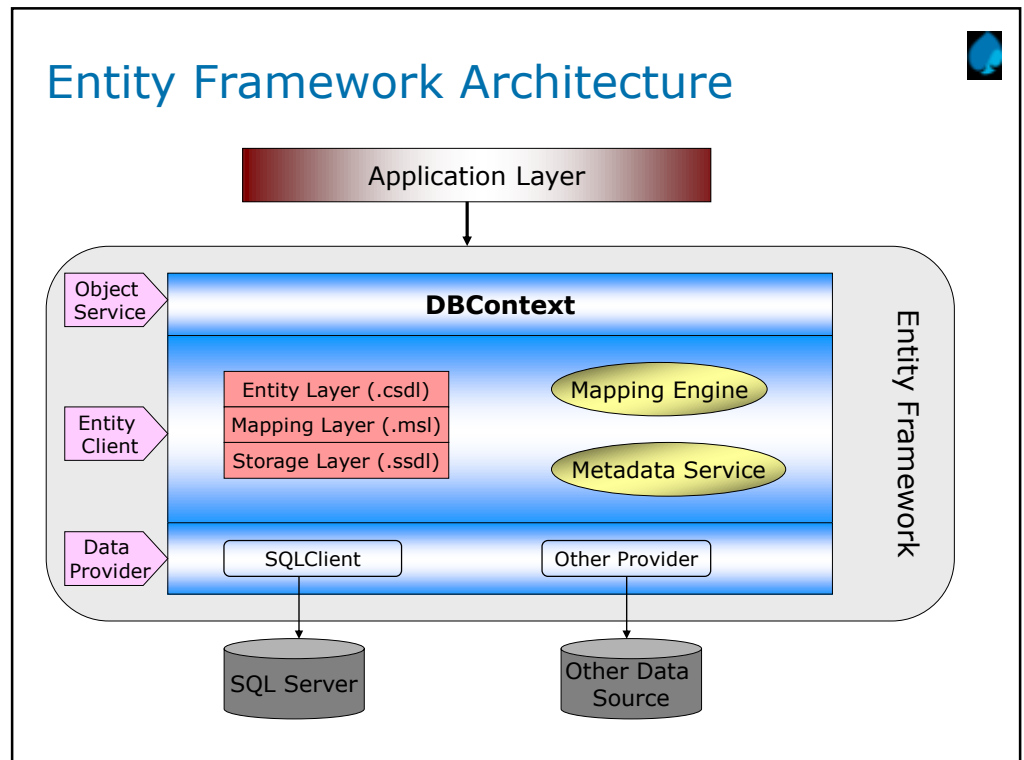 Entity Framework Architecture
Application Layer
Object
Service
DBContext
Entity Layer (.csdl)
Mapping Layer (.msl)
Storage Layer (.ssdl)
Mapping Engine
Metadata Service
Entity
Client
Entity Framework
Data
Provider
SQLClient
Other Provider
SQL Server
Other Data
Source